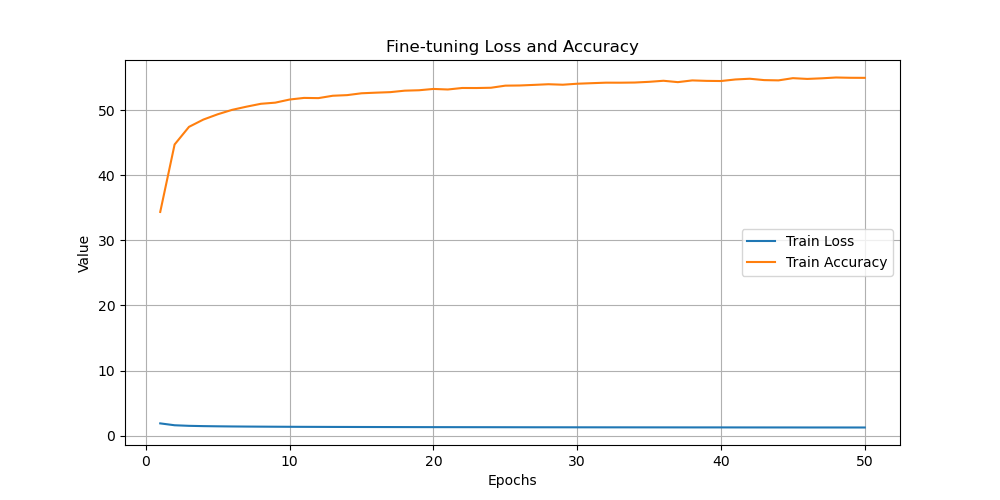 Fine-tuning Loss and Accuracy
Value
50
40
30
20
10
0
Train Loss
Train Accuracy
0 10 20 30 40 50
Epochs